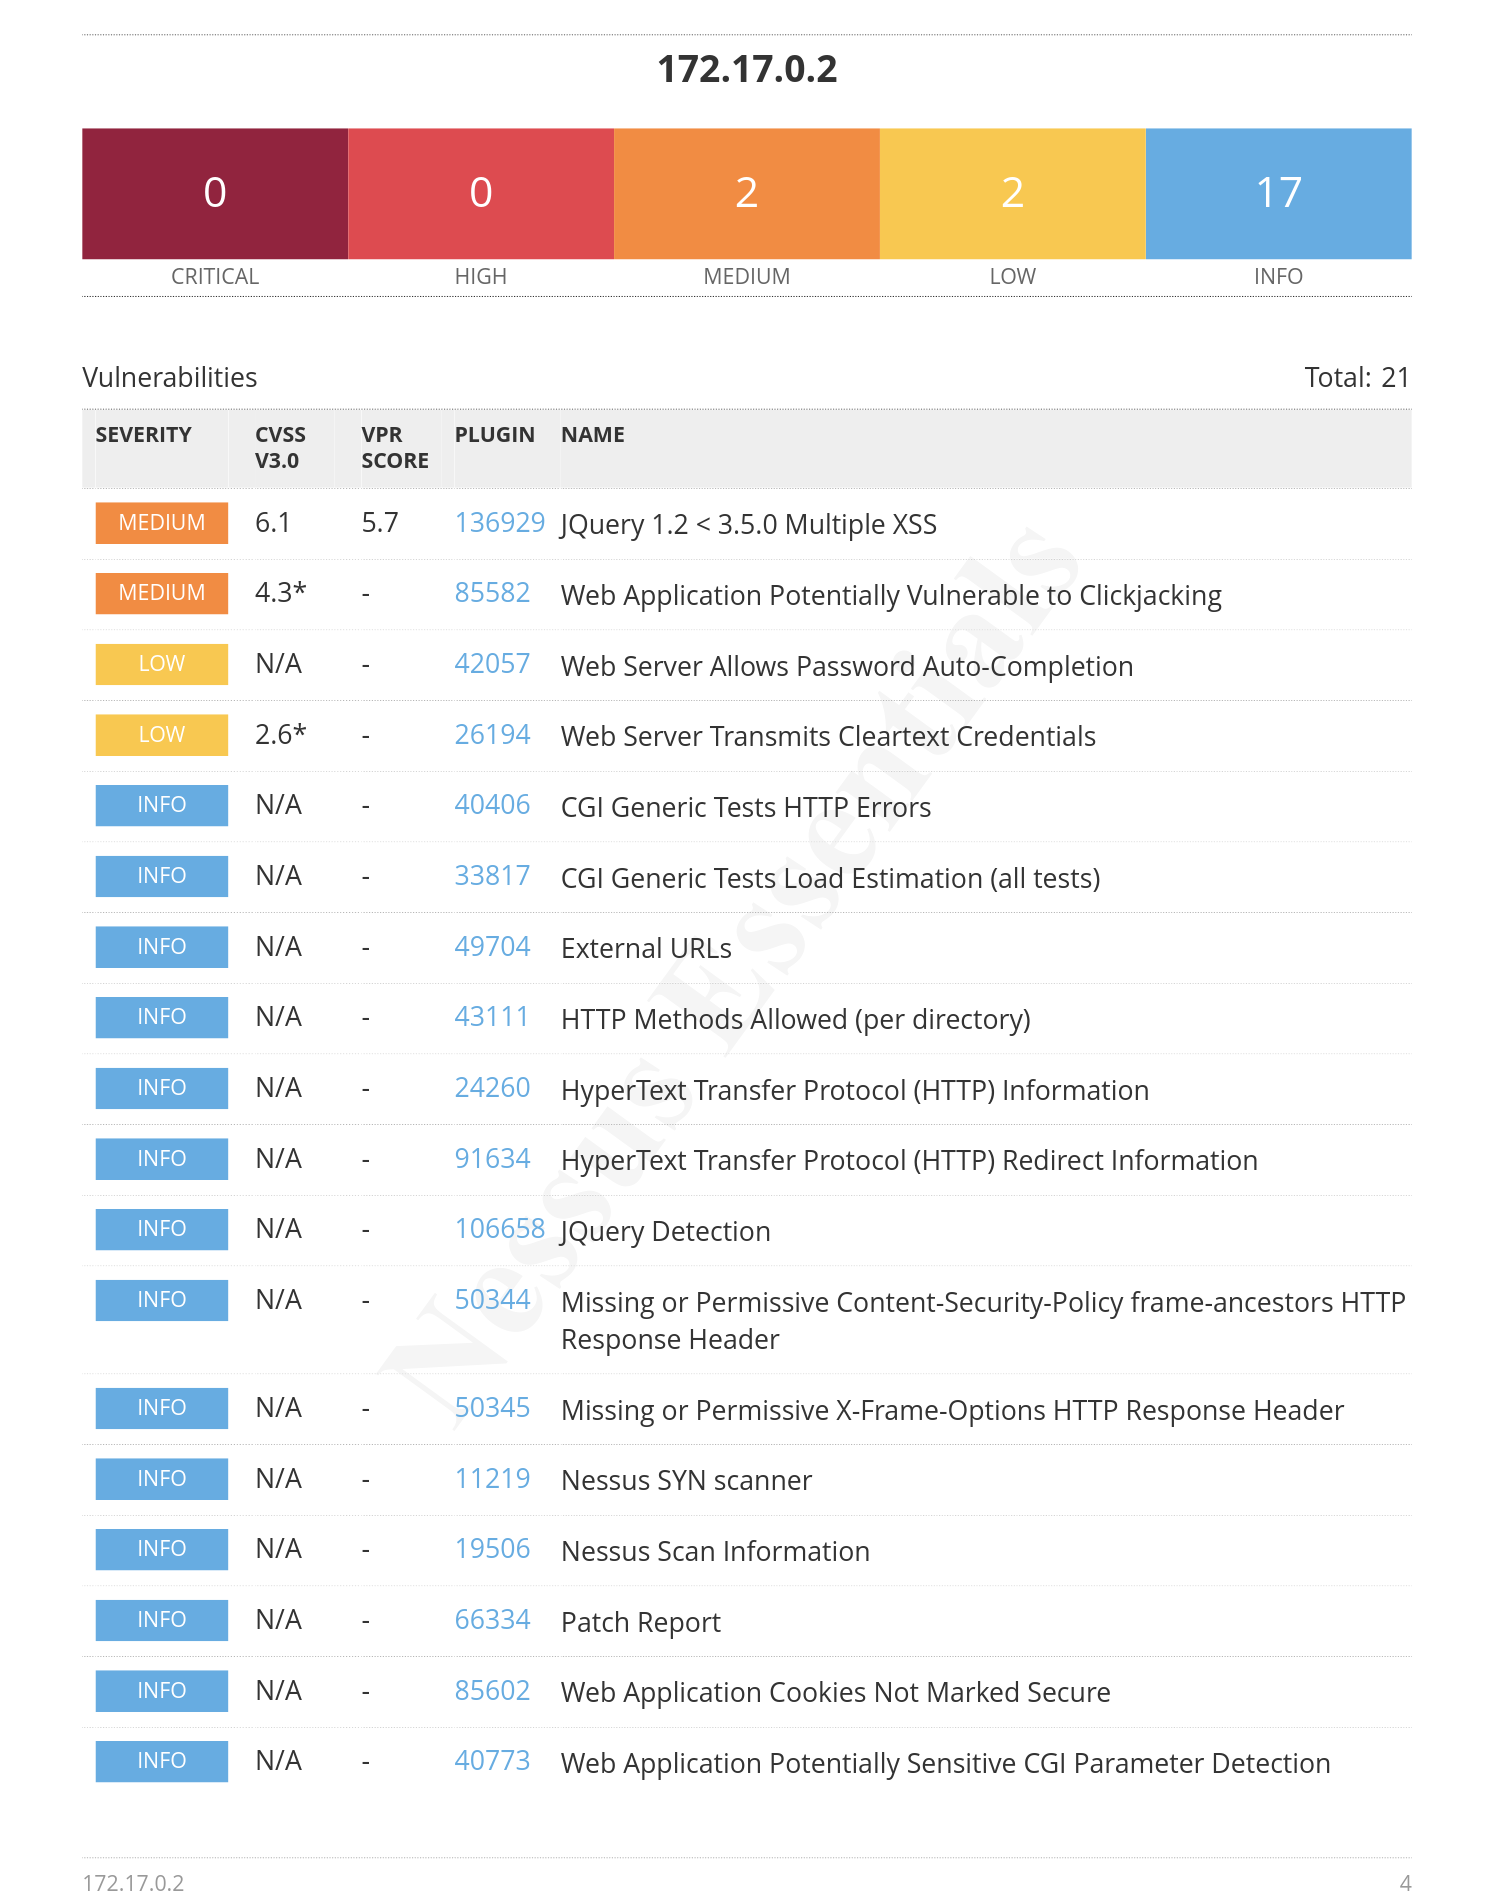 172.17.0.2
0 0 2 2 17
CRITICAL HIGH MEDIUM LOW INFO
Vulnerabilities Total: 21
SEVERITY CVSS V3.0 VPR SCORE PLUGIN NAME
MEDIUM 6.1 5.7 136929 JQuery 1.2 < 3.5.0 Multiple XSS
MEDIUM 4.3* - 85582 Web Application Potentially Vulnerable to Clickjacking
LOW N/A - 42057 Web Server Allows Password Auto-Completion
LOW 2.6* - 26194 Web Server Transmits Cleartext Credentials
INFO N/A - 40406 CGI Generic Tests HTTP Errors
INFO N/A - 33817 CGI Generic Tests Load Estimation (all tests)
INFO N/A - 49704 External URLs
INFO N/A - 43111 HTTP Methods Allowed (per directory)
INFO N/A - 24260 HyperText Transfer Protocol (HTTP) Information
INFO N/A - 91634 HyperText Transfer Protocol (HTTP) Redirect Information
INFO N/A - 106658 JQuery Detection
INFO N/A - 50344 Missing or Permissive Content-Security-Policy frame-ancestors HTTP
Response Header
INFO N/A - 50345 Missing or Permissive X-Frame-Options HTTP Response Header
INFO N/A - 11219 Nessus SYN scanner
INFO N/A - 19506 Nessus Scan Information
INFO N/A - 66334 Patch Report
INFO N/A - 85602 Web Application Cookies Not Marked Secure
INFO N/A - 40773 Web Application Potentially Sensitive CGI Parameter Detection
Nessus Essentials
172.17.0.2 4